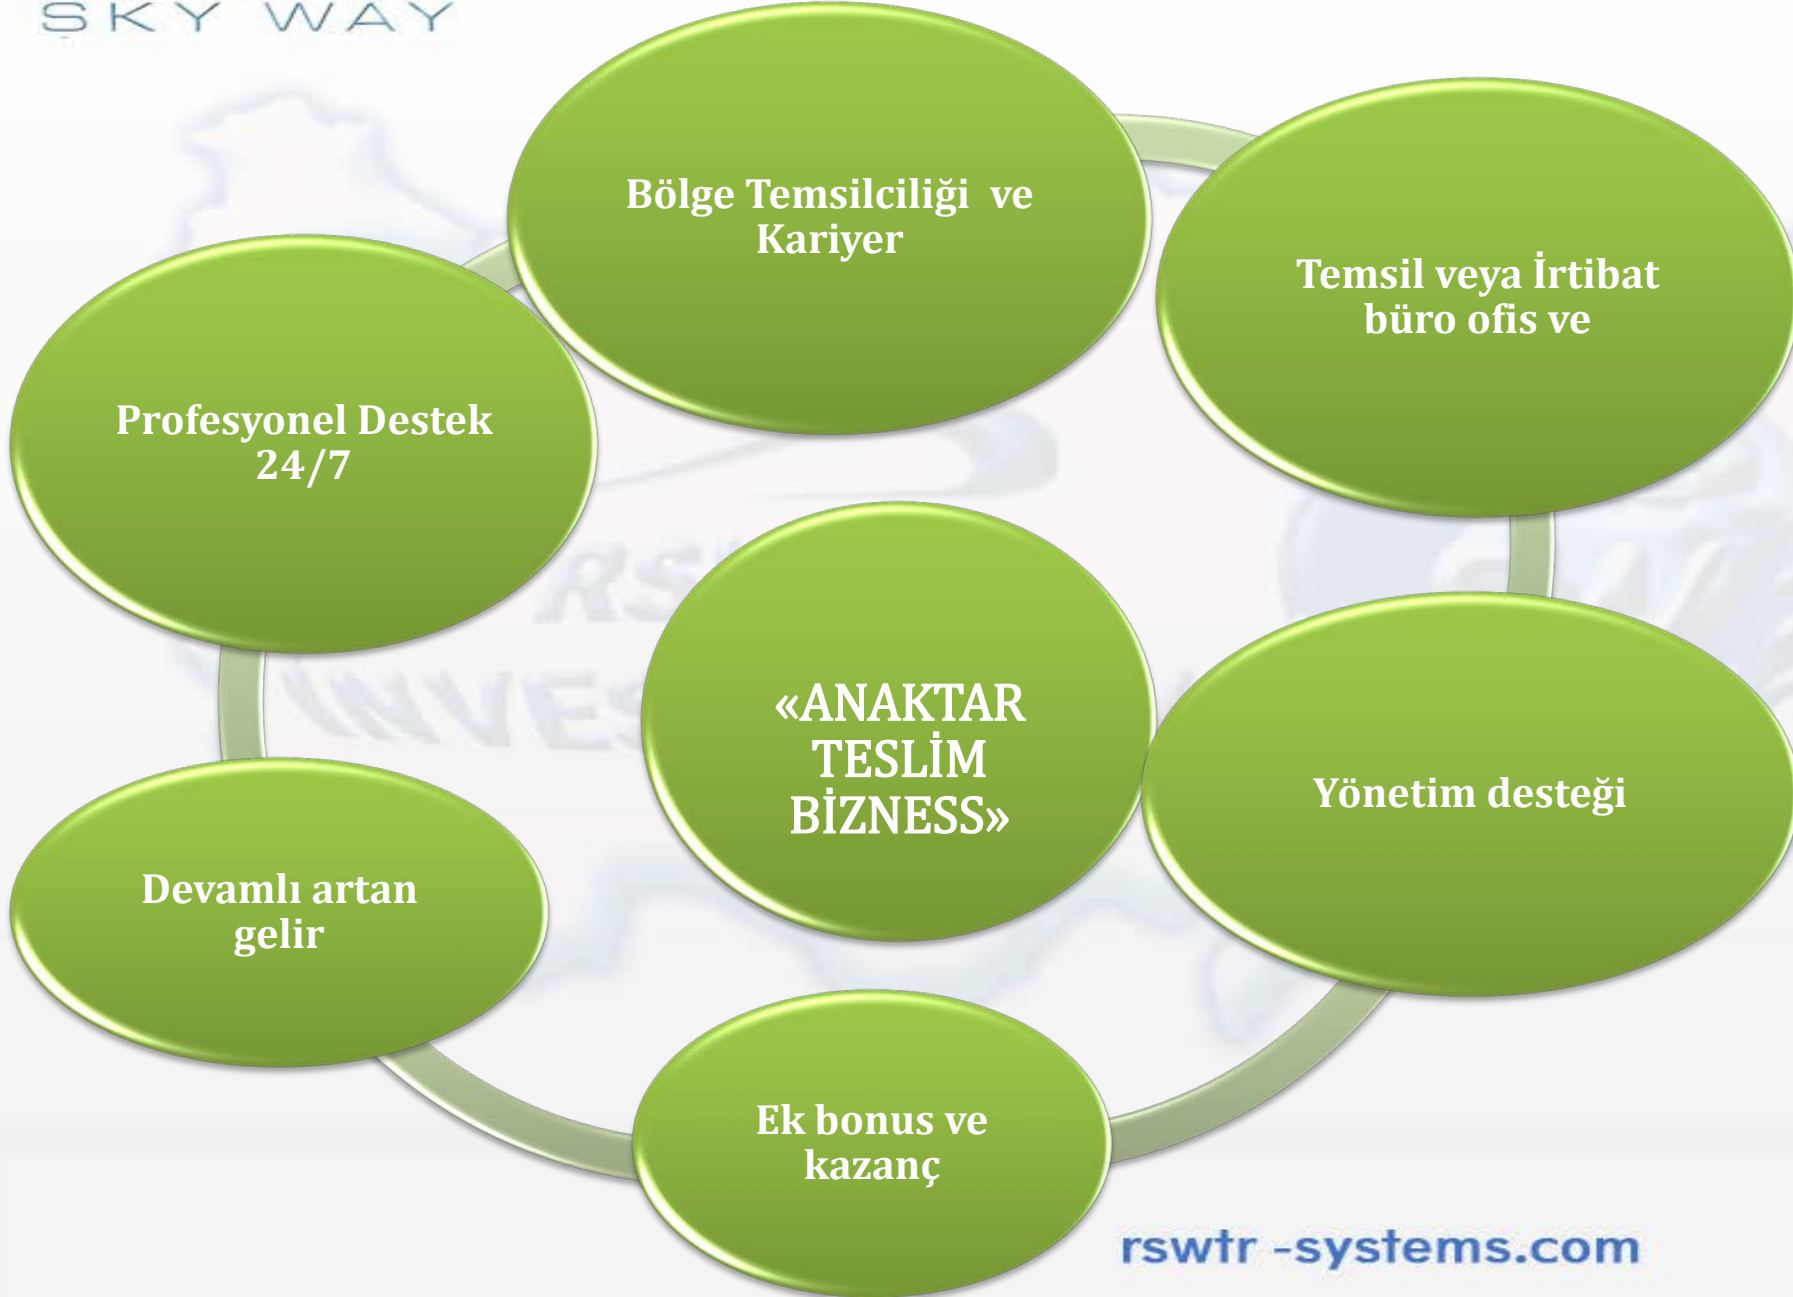 SKY WAY
Bölge Temsilciliği ve
Kariyer
Temsil veya İrtibat
büro ofis ve
Profesyonel Destek
24/7
«ANAKTAR
TESLİM
BİZNESS»
Yönetim desteği
Devamlı artan
gelir
Ek bonus ve
kazanç
rswtr -systems.com